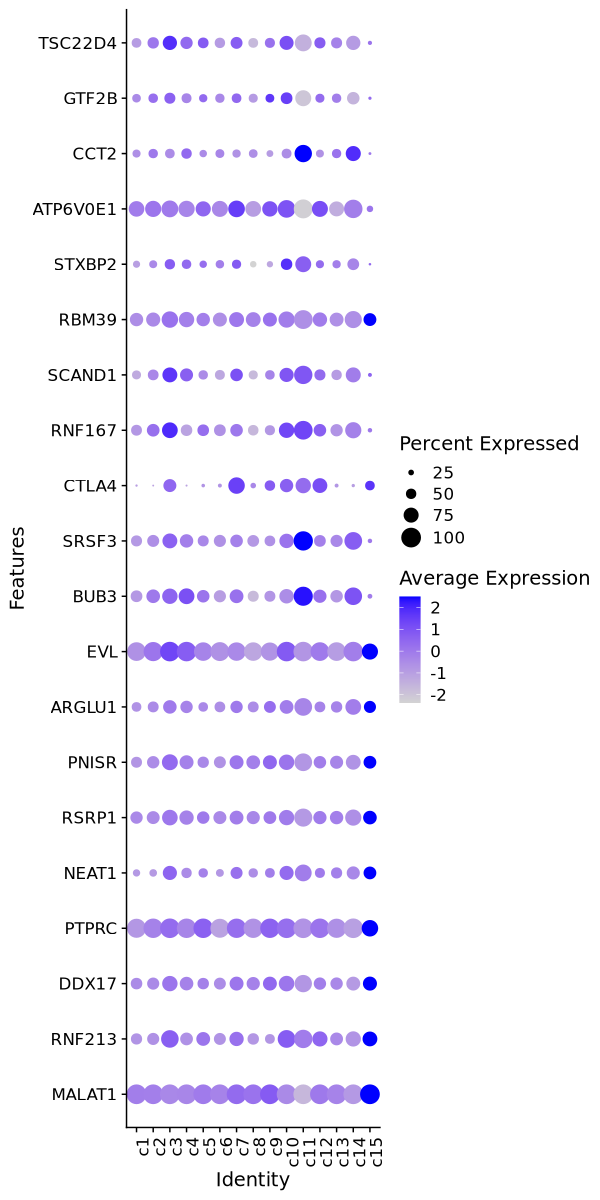 TSC22D4
GTF2B
CCT2
ATP6V0E1
STXBP2
RBM39
SCAND1
RNF167
CTLA4
SRSF3
BUB3
EVL
ARGLU1
PNISR
RSRP1
NEAT1
PTPRC
DDX17
RNF213
MALAT1
Features
c1 c2 c3 c4 c5 c6 c7 c8 c9 c10 c11 c12 c13 c14 c15
Identity
Percent Expressed
25
50
75
100
Average Expression
2
1
0
-1
-2